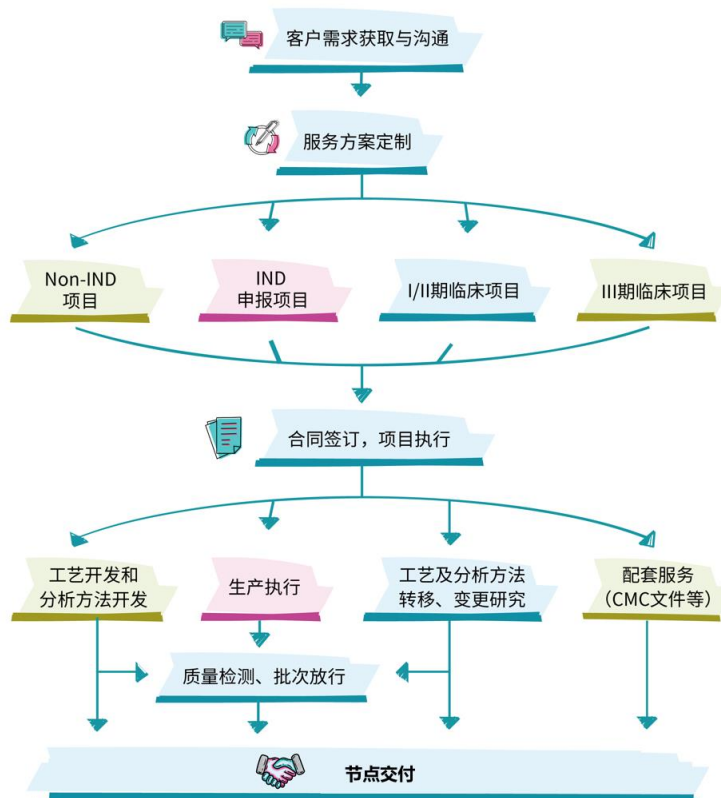 客户需求获取与沟通
服务方案定制
Non-IND
项目
IND
申报项目
I/II期临床项目
III期临床项目
合同签订，项目执行
工艺开发和
分析方法开发
生产执行
工艺及分析方法
转移、变更研究
配套服务
（CMC文件等）
质量检测、批次放行
节点交付